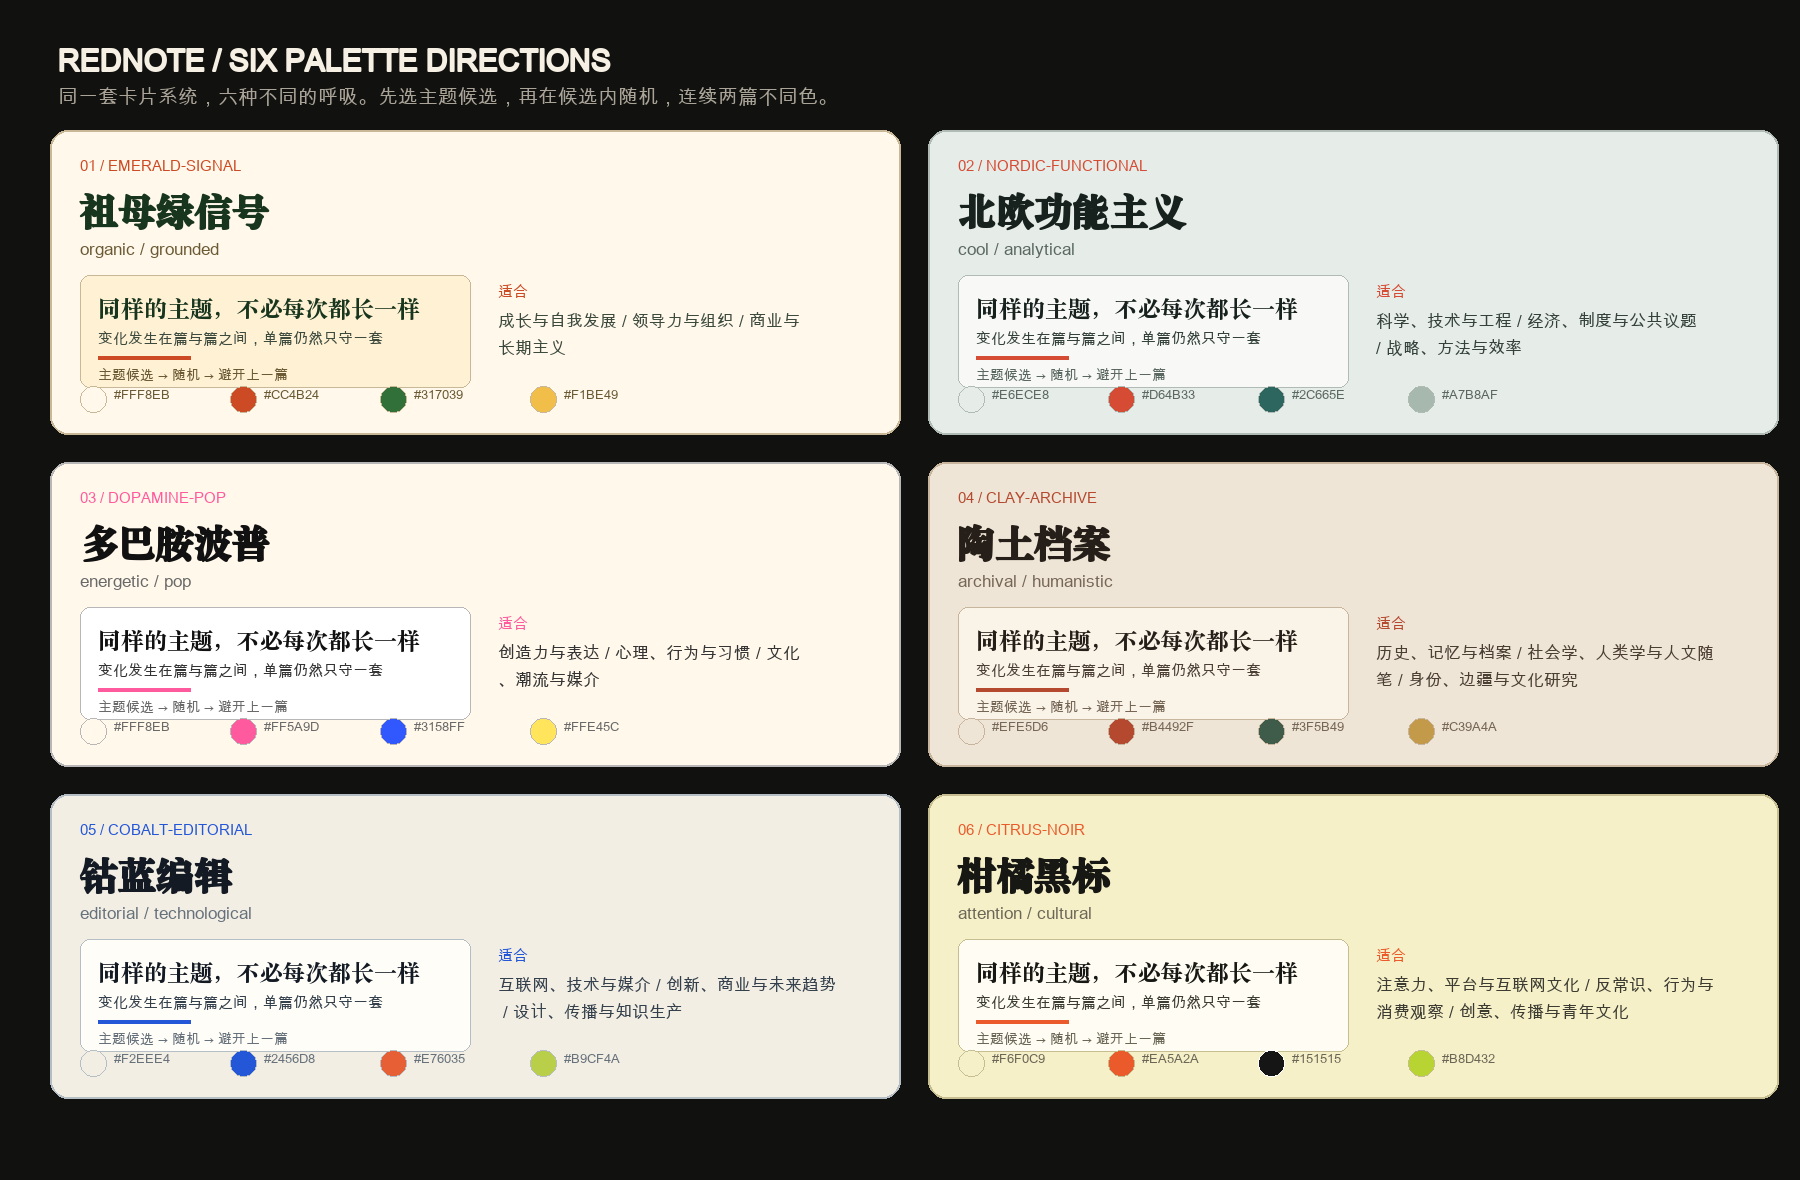 REDNOTE / SIX PALETTE DIRECTIONS
同一套卡片系统，六种不同的呼吸。先选主题候选，再在候选内随机，连续两篇不同色。
01 / EMERALD-SIGNAL
祖母绿信号
organic / grounded
同样的主题，不必每次都长一样
变化发生在篇与篇之间，单篇仍然只守一套
主题候选 → 随机 → 避开上一篇
适合
成长与自我发展 / 领导力与组织 / 商业与
长期主义
#FFF8EB #CC4B24 #317039 #F1BE49
02 / NORDIC-FUNCTIONAL
北欧功能主义
cool / analytical
同样的主题，不必每次都长一样
变化发生在篇与篇之间，单篇仍然只守一套
主题候选 → 随机 → 避开上一篇
适合
科学、技术与工程 / 经济、制度与公共议题
/ 战略、方法与效率
#E6ECE8 #D64B33 #2C665E #A7B8AF
03 / DOPAMINE-POP
多巴胺波普
energetic / pop
同样的主题，不必每次都长一样
变化发生在篇与篇之间，单篇仍然只守一套
主题候选 → 随机 → 避开上一篇
适合
创造力与表达 / 心理、行为与习惯 / 文化
、潮流与媒介
#FFF8EB #FF5A9D #3158FF #FFE45C
04 / CLAY-ARCHIVE
陶土档案
archival / humanistic
同样的主题，不必每次都长一样
变化发生在篇与篇之间，单篇仍然只守一套
主题候选 → 随机 → 避开上一篇
适合
历史、记忆与档案 / 社会学、人类学与人文随
笔 / 身份、边疆与文化研究
#EFE5D6 #B4492F #3F5B49 #C39A4A
05 / COBALT-EDITORIAL
钴蓝编辑
editorial / technological
同样的主题，不必每次都长一样
变化发生在篇与篇之间，单篇仍然只守一套
主题候选 → 随机 → 避开上一篇
适合
互联网、技术与媒介 / 创新、商业与未来趋势
/ 设计、传播与知识生产
#F2EEE4 #2456D8 #E76035 #B9CF4A
06 / CITRUS-NOIR
柑橘黑标
attention / cultural
同样的主题，不必每次都长一样
变化发生在篇与篇之间，单篇仍然只守一套
主题候选 → 随机 → 避开上一篇
适合
注意力、平台与互联网文化 / 反常识、行为与
消费观察 / 创意、传播与青年文化
#F6F0C9 #EA5A2A #151515 #B8D432